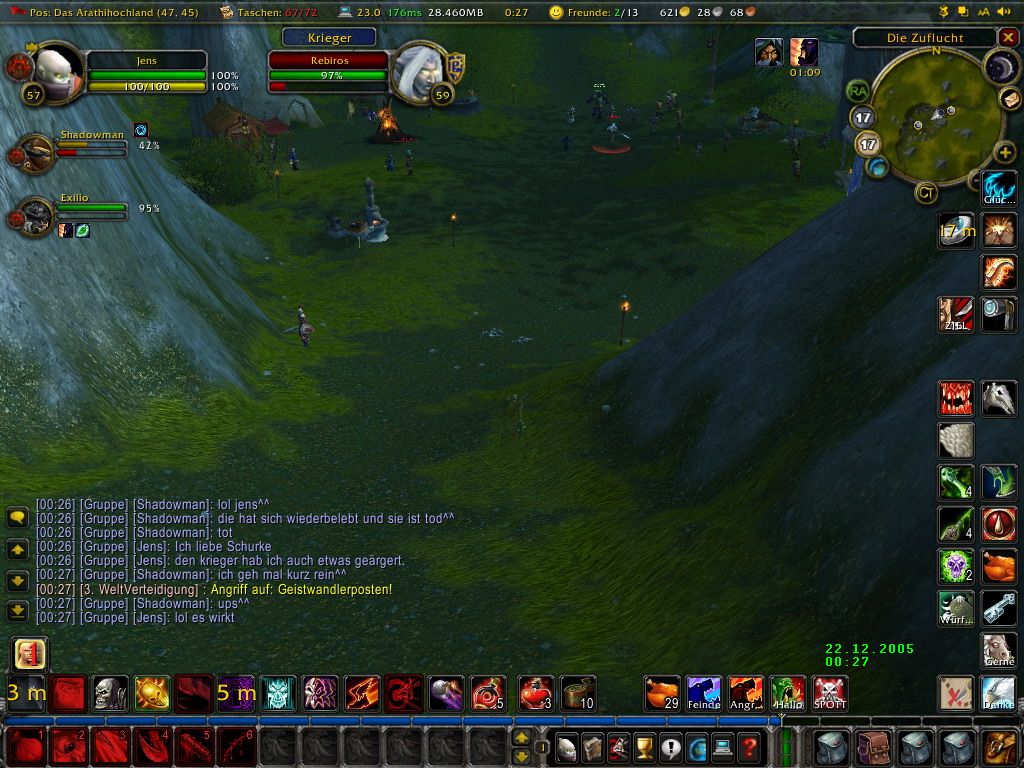 Pos: Das Arathihochland (47, 45)
Taschen: 67/72
23.0 176ms 28.460MB
0:27
Freunde: 2/13
621 28 68
Krieger
Die Zuflucht
Jens
100%
100/100
100%
57
Rebiros
97%
59
01:09
N
RA
17
17
CT
Shadowman
42%
Exilio
95%
17 m
4
4
2
Gerne
[00:26] [Gruppe] [Shadowman]: lol jens^^
[00:26] [Gruppe] [Shadowman]: die hat sich wiederbelebt und sie ist tod^^
[00:26] [Gruppe] [Shadowman]: tot
[00:26] [Gruppe] [Jens]: Ich liebe Schurke
[00:26] [Gruppe] [Jens]: den krieger hab ich auch etwas geärgert.
[00:27] [Gruppe] [Shadowman]: ich geh mal kurz rein^^
[00:27] [3. WeltVerteidigung] : Angriff auf: Geistwandlerposten!
[00:27] [Gruppe] [Shadowman]: ups^^
[00:27] [Gruppe] [Jens]: lol es wirkt
22.12.2005
00:27
3 m
5 m
5
3
10
29
Feinde
Angr...
Hallo
SPOTT
Danke
1 2 3 4 5 6
1